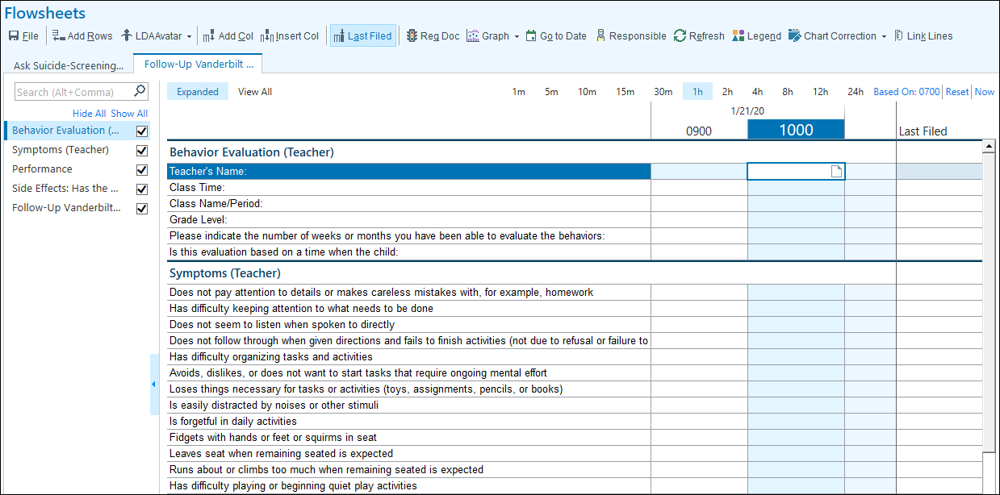 Flowsheets
File Add Rows LDAAvatar Add Col Insert Col Last Filed Reg Doc Graph Go to Date Responsible Refresh Legend Chart Correction Link Lines
Ask Suicide-Screening... Follow-Up Vanderbilt ...
Search (Alt+Comma)
Hide All Show All
Behavior Evaluation (...
Symptoms (Teacher)
Performance
Side Effects: Has the ...
Follow-Up Vanderbilt...
Expanded View All 1m 5m 10m 15m 30m 1h 2h 4h 8h 12h 24h Based On: 0700 Reset Now
1/21/20
0900 1000 Last Filed
Behavior Evaluation (Teacher)
Teacher's Name:
Class Time:
Class Name/Period:
Grade Level:
Please indicate the number of weeks or months you have been able to evaluate the behaviors:
Is this evaluation based on a time when the child:
Symptoms (Teacher)
Does not pay attention to details or makes careless mistakes with, for example, homework
Has difficulty keeping attention to what needs to be done
Does not seem to listen when spoken to directly
Does not follow through when given directions and fails to finish activities (not due to refusal or failure to
Has difficulty organizing tasks and activities
Avoids, dislikes, or does not want to start tasks that require ongoing mental effort
Loses things necessary for tasks or activities (toys, assignments, pencils, or books)
Is easily distracted by noises or other stimuli
Is forgetful in daily activities
Fidgets with hands or feet or squirms in seat
Leaves seat when remaining seated is expected
Runs about or climbs too much when remaining seated is expected
Has difficulty playing or beginning quiet play activities